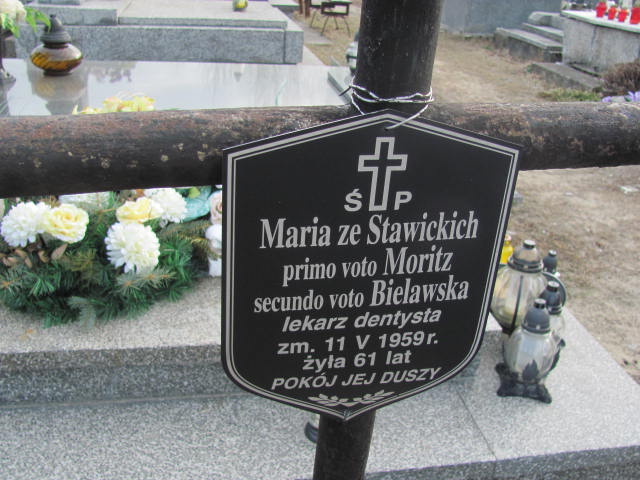 Ś P
Maria ze Stawickich
primo voto Moritz
secundo voto Bielawska
lekarz dentysta
zm. 11 V 1959 r.
żyła 61 lat
POKÓJ JEJ DUSZY